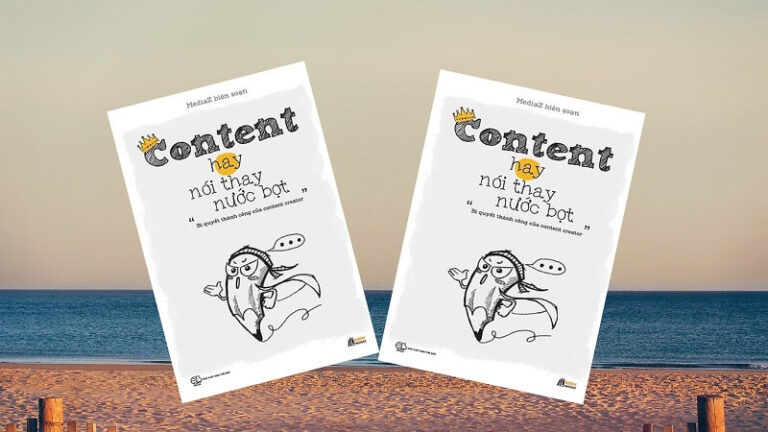 MediaZ biên soạn
Content
hay
nói thay
nước bọt
“ Bí quyết thành công của content creator ”
MediaZ biên soạn
Content
hay
nói thay
nước bọt
“ Bí quyết thành công của content creator ”